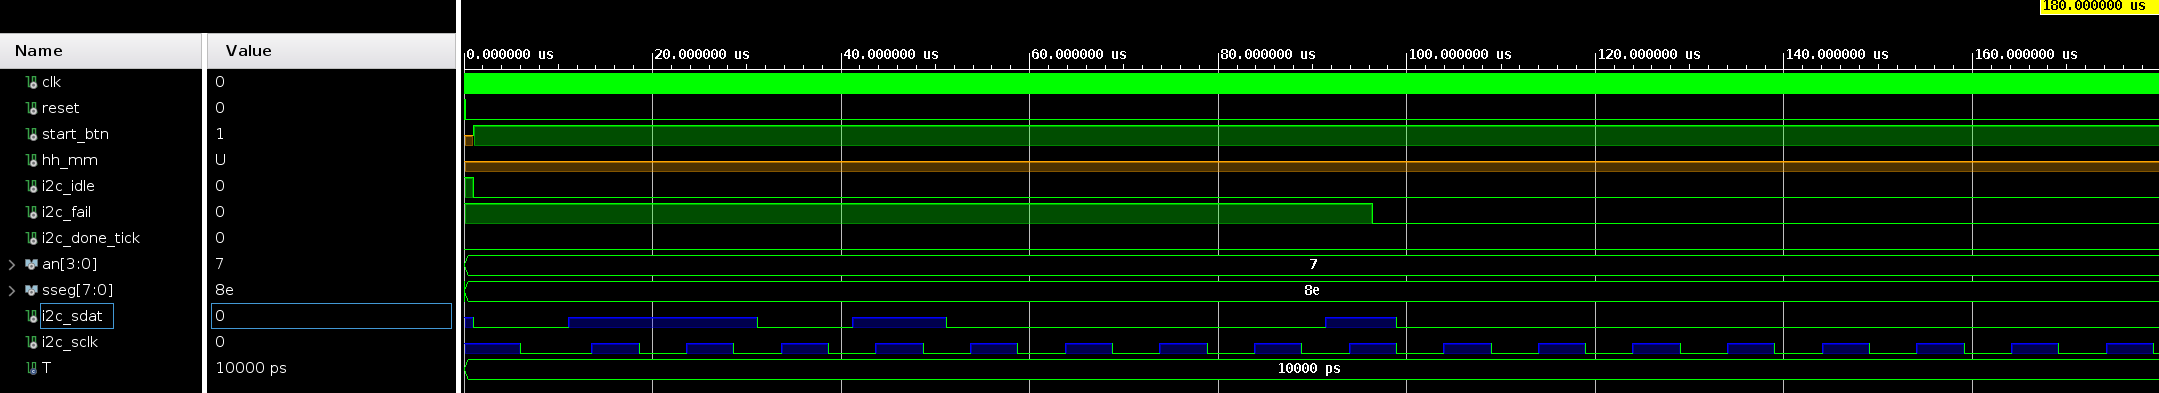 180.000000 us
Name Value
0.000000 us 20.000000 us 40.000000 us 60.000000 us 80.000000 us 100.000000 us 120.000000 us 140.000000 us 160.000000 us
clk 0
reset 0
start_btn 1
hh_mm U
i2c_idle 0
i2c_fail 0
i2c_done_tick 0
an[3:0] 7 7
sseg[7:0] 8e 8e
i2c_sdat 0
i2c_sclk 0
T 10000 ps 10000 ps